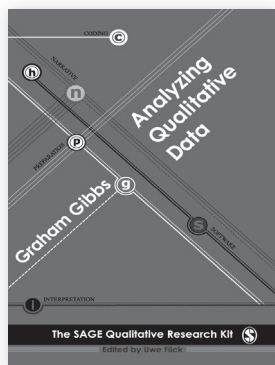 CODING
C
h
NARRATIVE
n
Analyzing
Qualitative
Data
PREPARATION
p
Graham Gibbs
g
SOFTWARE
s
i
INTERPRETATION
The SAGE Qualitative Research Kit
S
Edited by Uwe Flick